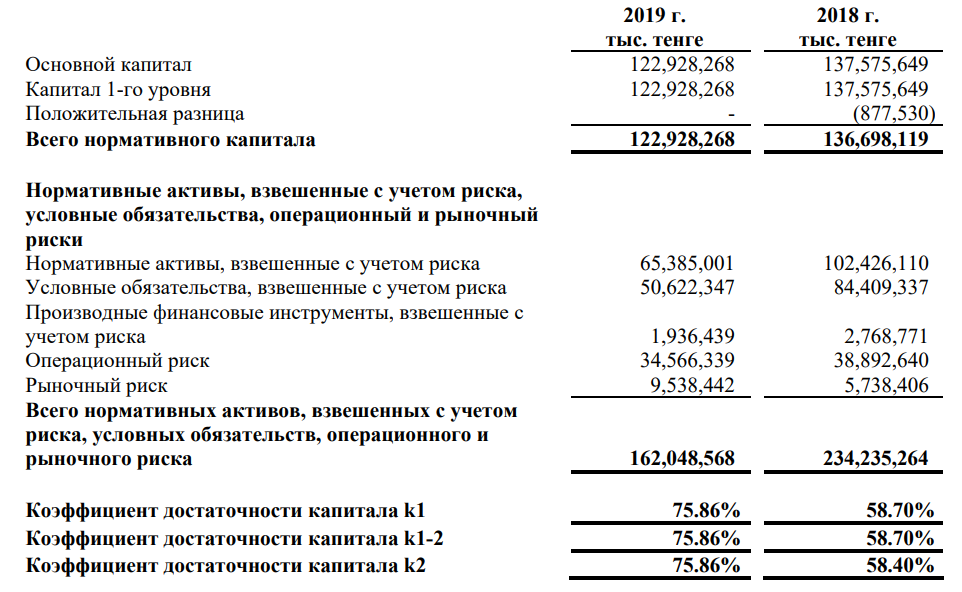 2019 г. 2018 г.
тыс. тенге тыс. тенге
Основной капитал 122,928,268 137,575,649
Капитал 1-го уровня 122,928,268 137,575,649
Положительная разница - (877,530)
Всего нормативного капитала 122,928,268 136,698,119
Нормативные активы, взвешенные с учетом риска,
условные обязательства, операционный и рыночный
риски
Нормативные активы, взвешенные с учетом риска 65,385,001 102,426,110
Условные обязательства, взвешенные с учетом риска 50,622,347 84,409,337
Производные финансовые инструменты, взвешенные с
учетом риска 1,936,439 2,768,771
Операционный риск 34,566,339 38,892,640
Рыночный риск 9,538,442 5,738,406
Всего нормативных активов, взвешенных с учетом
риска, условных обязательств, операционного и
рыночного риска 162,048,568 234,235,264
Коэффициент достаточности капитала k1 75.86% 58.70%
Коэффициент достаточности капитала k1-2 75.86% 58.70%
Коэффициент достаточности капитала k2 75.86% 58.40%